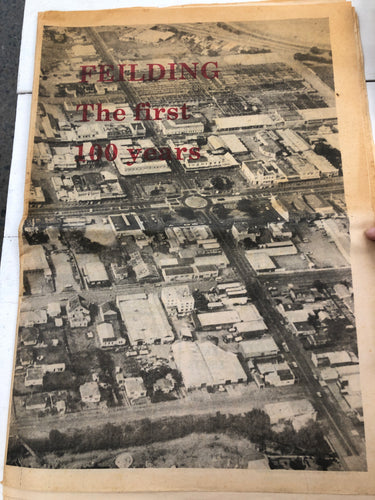 FEILDING
The first
100 years